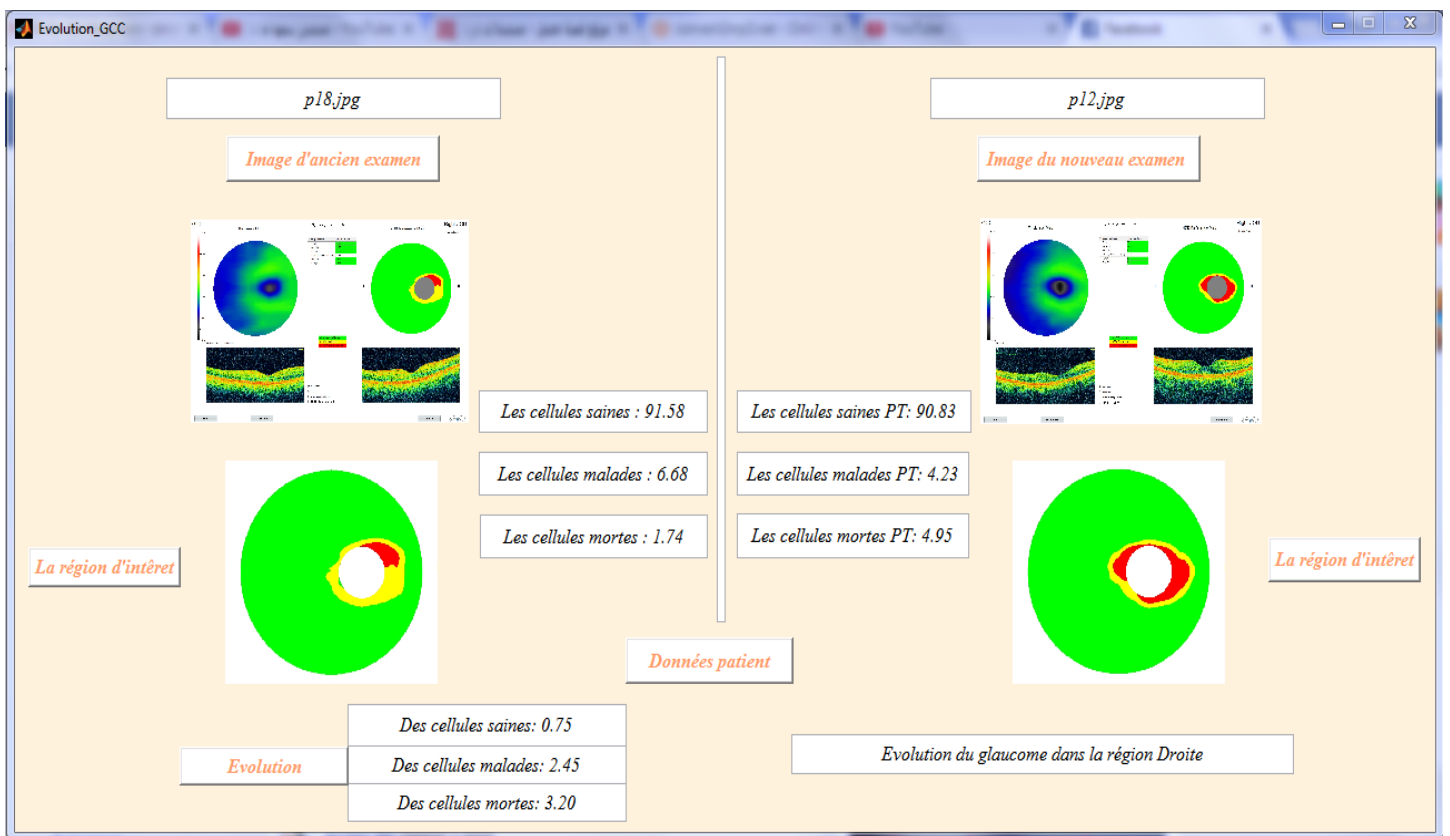 Evolution_GCC
p18.jpg
Image d'ancien examen
Les cellules saines : 91.58
Les cellules malades : 6.68
Les cellules mortes : 1.74
La région d'intêret
p12.jpg
Image du nouveau examen
Les cellules saines PT: 90.83
Les cellules malades PT: 4.23
Les cellules mortes PT: 4.95
La région d'intêret
Données patient
Evolution
Des cellules saines: 0.75
Des cellules malades: 2.45
Des cellules mortes: 3.20
Evolution du glaucome dans la région Droite